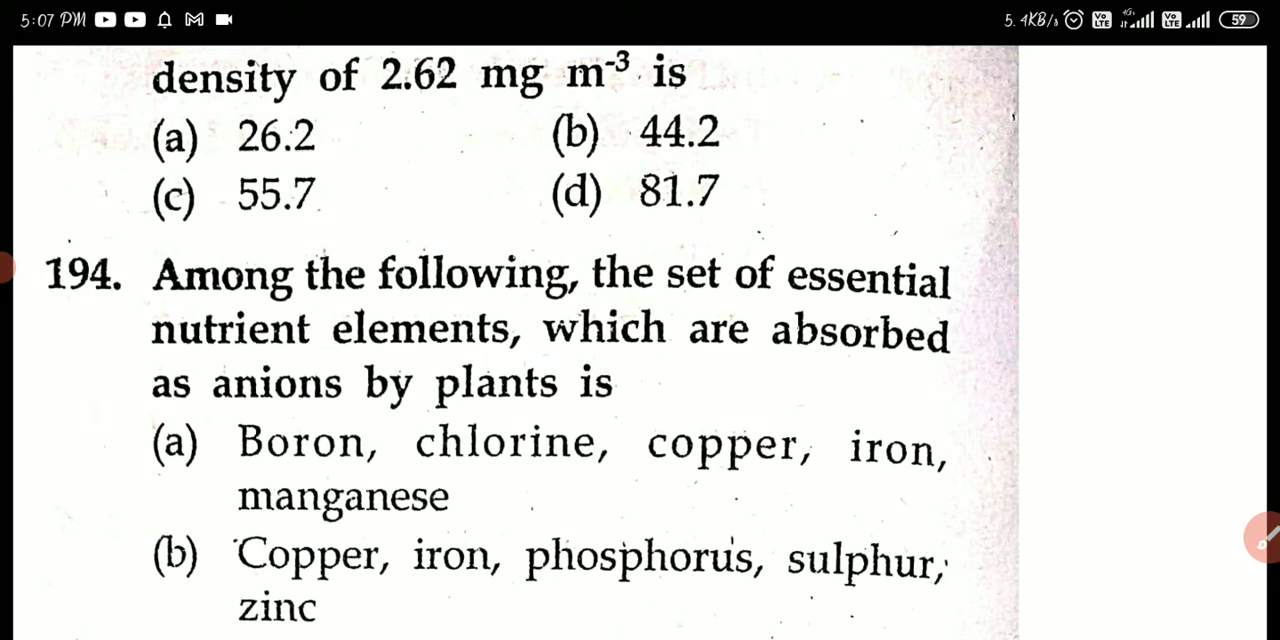 5:07 PM
5.4KB/s 4G 59
density of 2.62 mg m⁻³ is
(a) 26.2 (b) 44.2
(c) 55.7 (d) 81.7
194. Among the following, the set of essential
nutrient elements, which are absorbed
as anions by plants is
(a) Boron, chlorine, copper, iron,
manganese
(b) Copper, iron, phosphorus, sulphur,
zinc